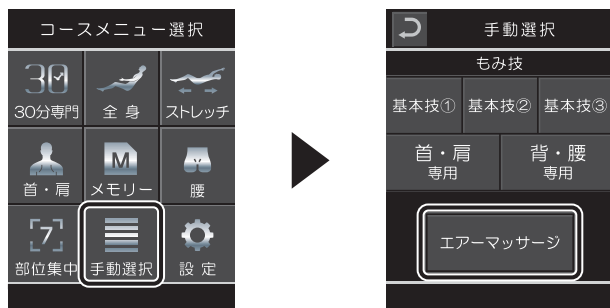 コースメニュー選択
30分専門
全身
ストレッチ
首・肩
M
メモリー
腰
7
部位集中
手動選択
設定
手動選択
もみ技
基本技①
基本技②
基本技③
首・肩
専用
背・腰
専用
エアーマッサージ